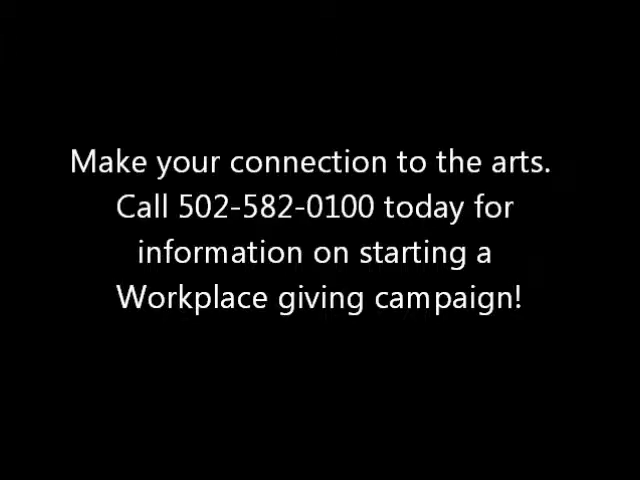 Make your connection to the arts.
Call 502-582-0100 today for
information on starting a
Workplace giving campaign!